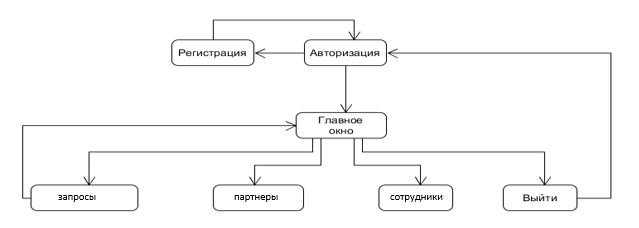 Регистрация
Авторизация
Главное
окно
запросы
партнеры
сотрудники
Выйти